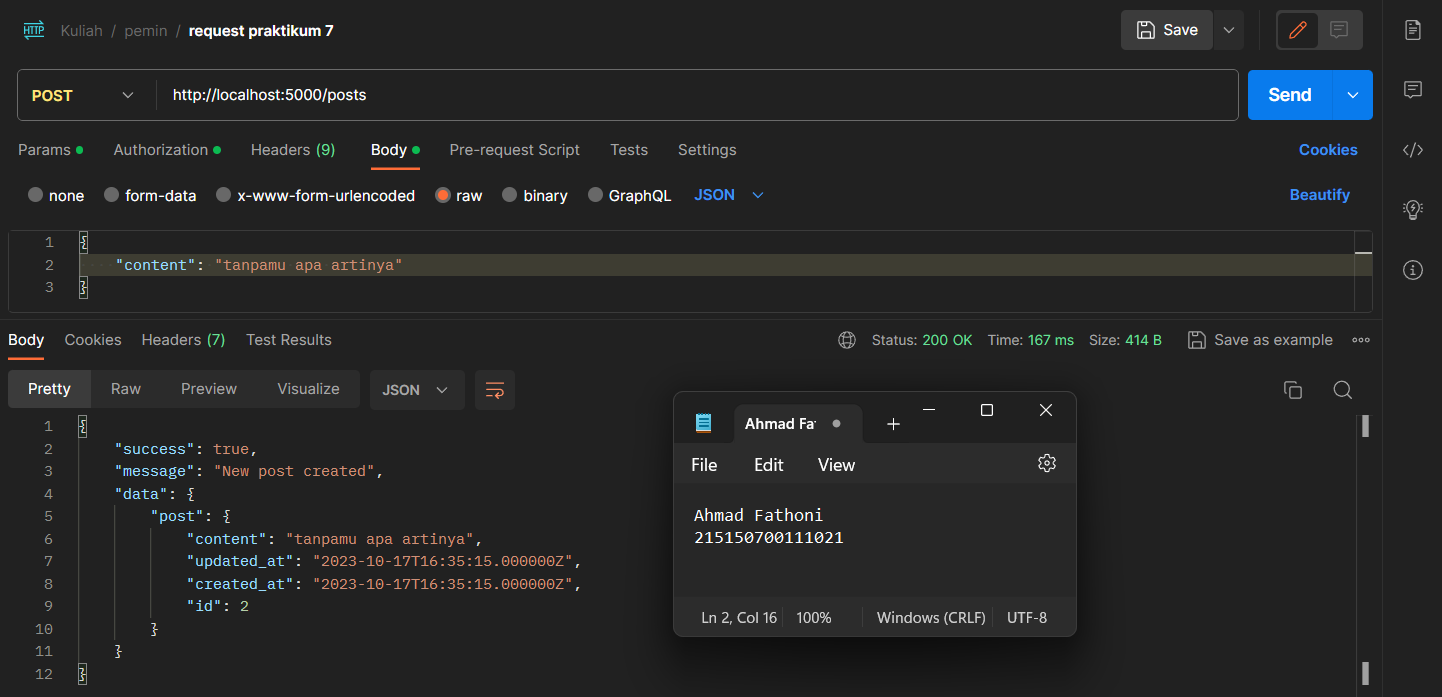 HTTP Kuliah / pemin / request praktikum 7
Save
POST http://localhost:5000/posts
Send
Params Authorization Headers (9) Body Pre-request Script Tests Settings Cookies
none form-data x-www-form-urlencoded raw binary GraphQL JSON Beautify
1 {
2 "content": "tanpamu apa artinya"
3 }
Body Cookies Headers (7) Test Results Status: 200 OK Time: 167 ms Size: 414 B Save as example
Pretty Raw Preview Visualize JSON
1 {
2 "success": true,
3 "message": "New post created",
4 "data": {
5 "post": {
6 "content": "tanpamu apa artinya",
7 "updated_at": "2023-10-17T16:35:15.000000Z",
8 "created_at": "2023-10-17T16:35:15.000000Z",
9 "id": 2
10 }
11 }
12 }
Ahmad Fa
File Edit View
Ahmad Fathoni
215150700111021
Ln 2, Col 16 100% Windows (CRLF) UTF-8